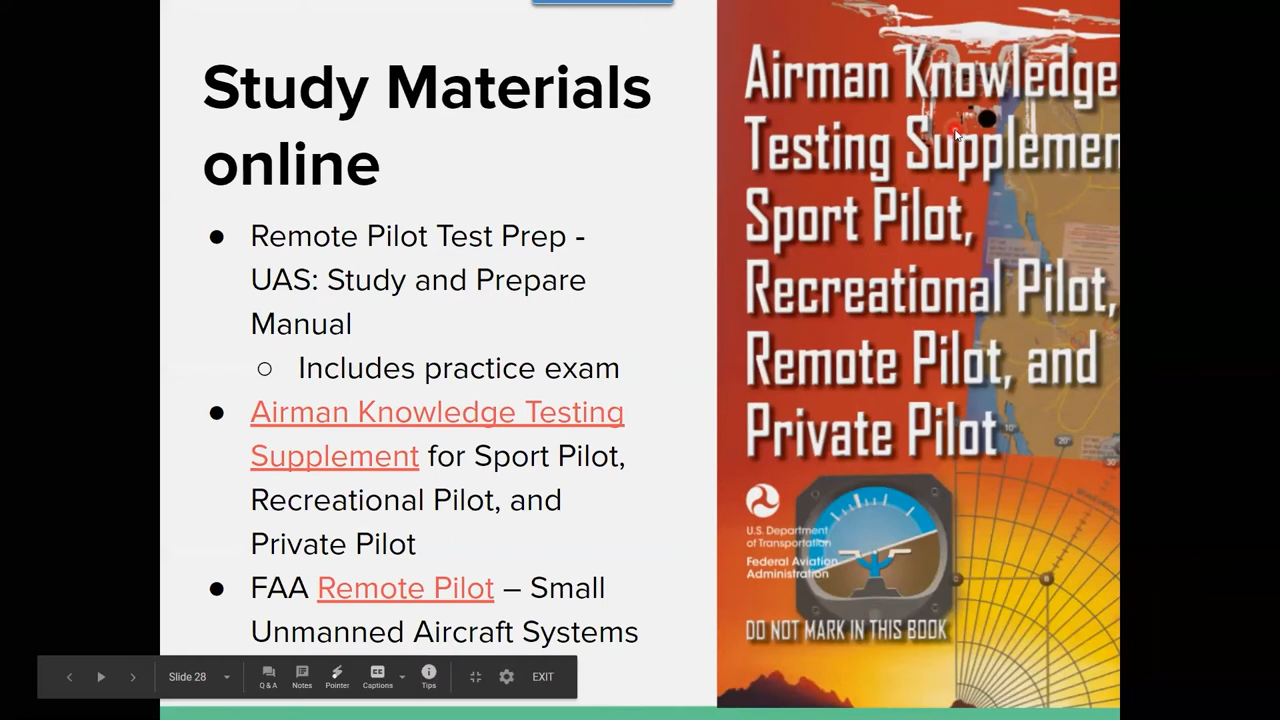 Study Materials
online
● Remote Pilot Test Prep -
UAS: Study and Prepare
Manual
○ Includes practice exam
● Airman Knowledge Testing
Supplement for Sport Pilot,
Recreational Pilot, and
Private Pilot
● FAA Remote Pilot – Small
Unmanned Aircraft Systems
Airman Knowledge
Testing Supplemen
Sport Pilot,
Recreational Pilot,
Remote Pilot, and
Private Pilot
10°
20°
30
U.S. Department
of Transportation
Federal Aviation
Administration
DO NOT MARK IN THIS BOOK
Slide 28
Q & A
Notes
Pointer
Captions
Tips
EXIT